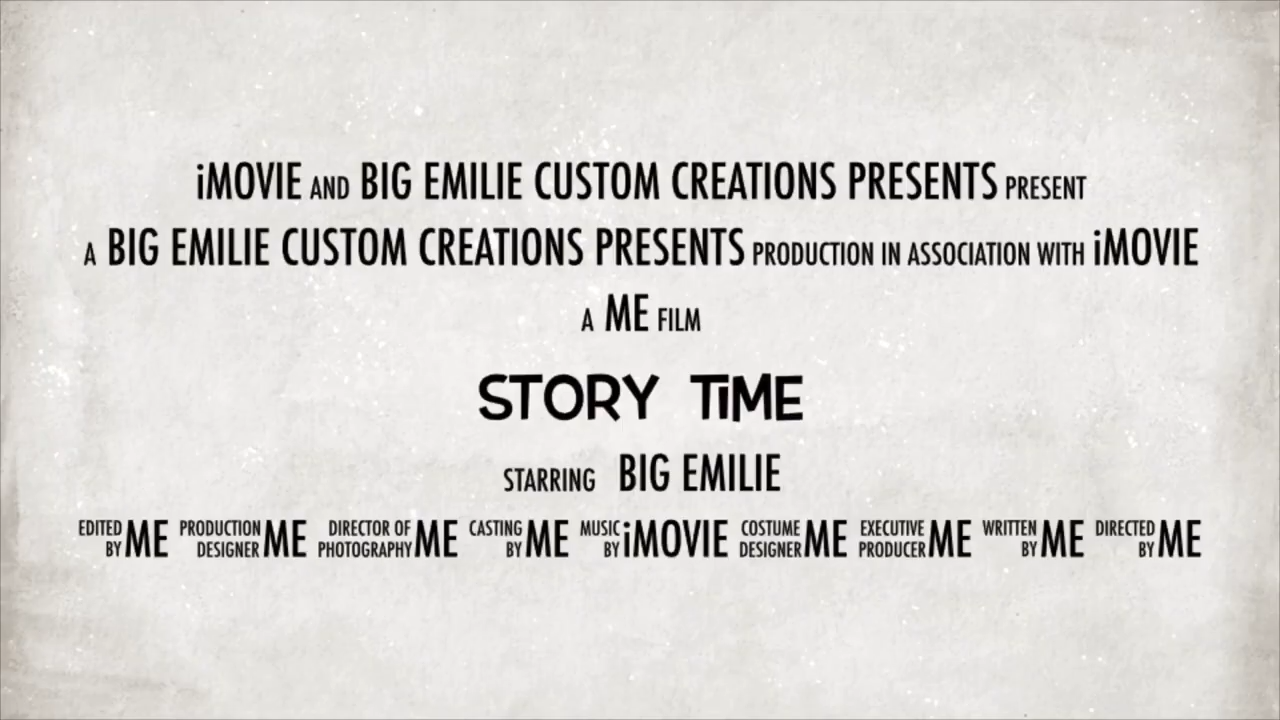 iMOVIE AND BIG EMILIE CUSTOM CREATIONS PRESENTS PRESENT
A BIG EMILIE CUSTOM CREATIONS PRESENTS PRODUCTION IN ASSOCIATION WITH iMOVIE
A ME FILM
STORY TiME
STARRING BIG EMILIE
EDITED BY ME PRODUCTION DESIGNER ME DIRECTOR OF PHOTOGRAPHY ME CASTING BY ME MUSIC BY iMOVIE COSTUME DESIGNER ME EXECUTIVE PRODUCER ME WRITTEN BY ME DIRECTED BY ME